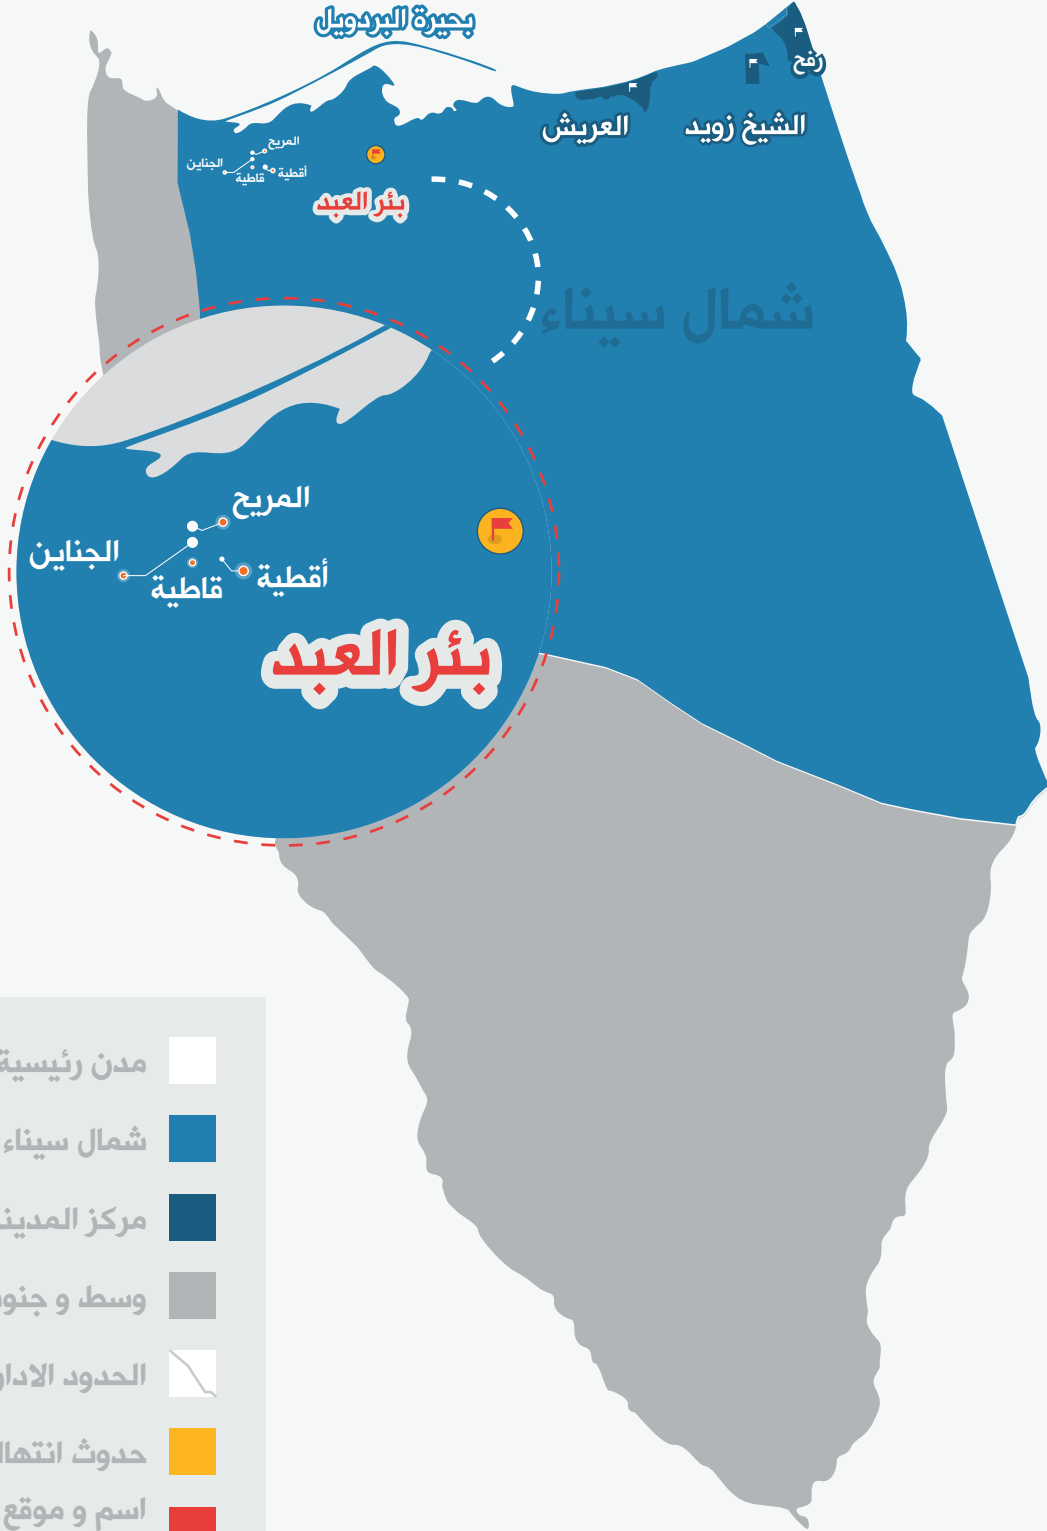 بحيرة البردويل
رفح
الشيخ زويد
العريش
المريح
الجناين
أقطية
قاطية
بئر العبد
شمال سيناء
المريح
الجناين
أقطية
قاطية
بئر العبد
مدن رئيسية
شمال سيناء
مركز المدين
وسط و جنو
الحدود الادار
حدوث انتها
اسم و موقع